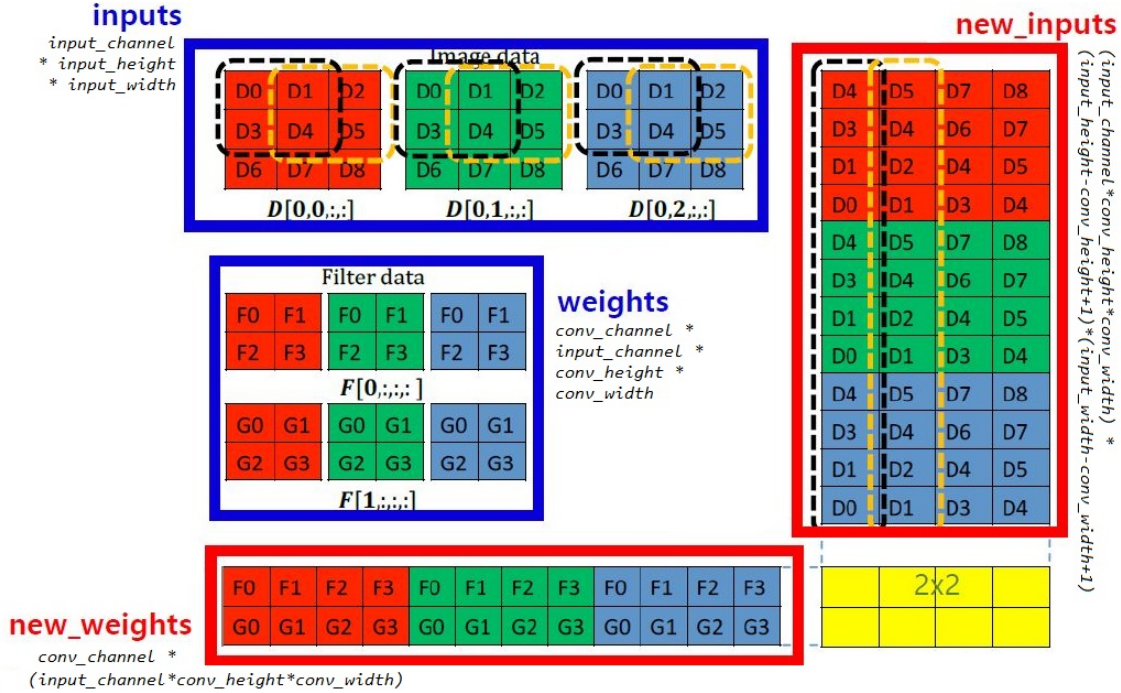 inputs
input_channel
* input_height
* input_width
Image data
D0 D1 D2 D0 D1 D2 D0 D1 D2
D3 D4 D5 D3 D4 D5 D3 D4 D5
D6 D7 D8 D6 D7 D8 D6 D7 D8
D[0,0,:,:] D[0,1,:,:] D[0,2,:,:]
Filter data
F0 F1 F0 F1 F0 F1
F2 F3 F2 F3 F2 F3
F[0,:,:,: ]
G0 G1 G0 G1 G0 G1
G2 G3 G2 G3 G2 G3
F[1,:,:,:]
weights
conv_channel *
input_channel *
conv_height *
conv_width
new_inputs
(input_channel*conv_height*conv_width) *
(input_height-conv_height+1)*(input_width-conv_width+1)
D4 D5 D7 D8
D3 D4 D6 D7
D1 D2 D4 D5
D0 D1 D3 D4
D4 D5 D7 D8
D3 D4 D6 D7
D1 D2 D4 D5
D0 D1 D3 D4
D4 D5 D7 D8
D3 D4 D6 D7
D1 D2 D4 D5
D0 D1 D3 D4
new_weights
conv_channel *
(input_channel*conv_height*conv_width)
F0 F1 F2 F3 F0 F1 F2 F3 F0 F1 F2 F3
G0 G1 G2 G3 G0 G1 G2 G3 G0 G1 G2 G3
2x2